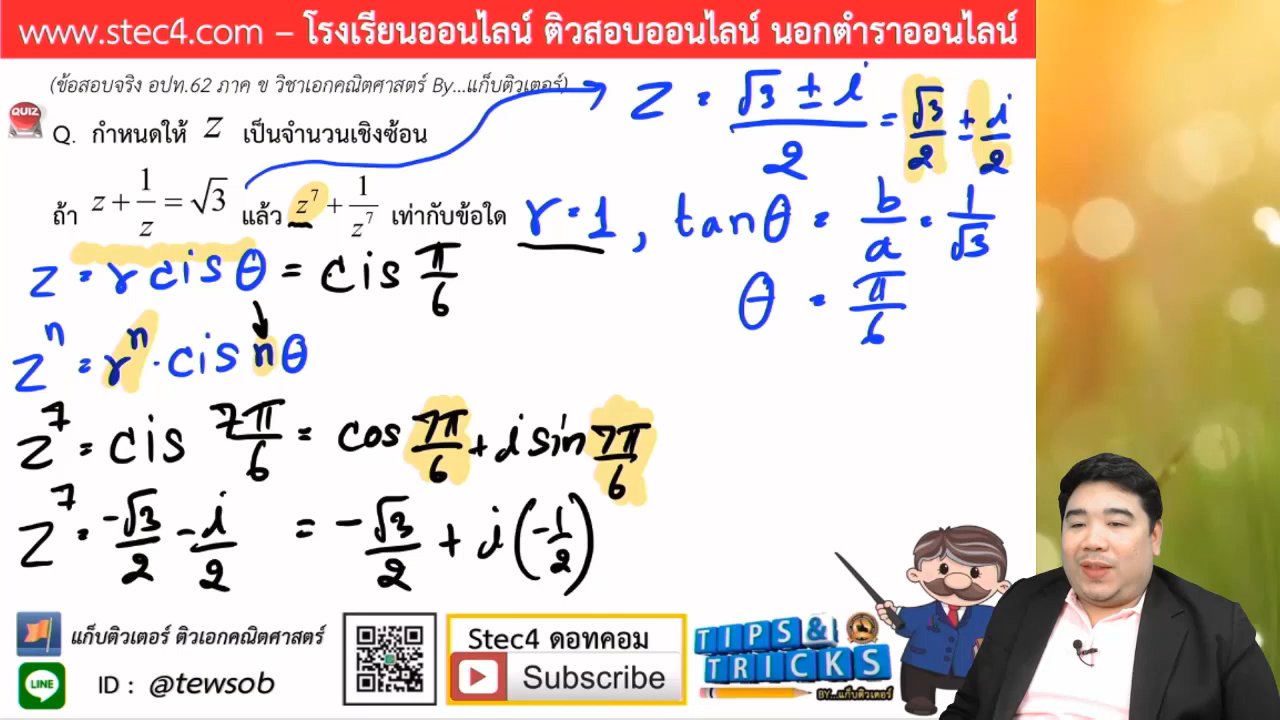 www.stec4.com – โรงเรียนออนไลน์ ติวสอบออนไลน์ นอกตำราออนไลน์
(ข้อสอบจริง อปท.62 ภาค ข วิชาเอกคณิตศาสตร์ By...แก็บติวเตอร์)
QUIZ
Q. กำหนดให้ z เป็นจำนวนเชิงซ้อน
ถ้า z + 1/z = √3 แล้ว z⁷ + 1/z⁷ เท่ากับข้อใด
z = (√3 ± i)/2 = √3/2 ± i/2
r = 1, tan θ = b/a = 1/√3
θ = π/6
z = r cis θ = cis π/6
zⁿ = rⁿ · cis nθ
z⁷ = cis 7π/6 = cos 7π/6 + i sin 7π/6
z⁷ = -√3/2 - i/2 = -√3/2 + i(-1/2)
แก็บติวเตอร์ ติวเอกคณิตศาสตร์
LINE ID : @tewsob
Stec4 ดอทคอม
Subscribe
TIPS &
TRICKS
BY...แก็บติวเตอร์